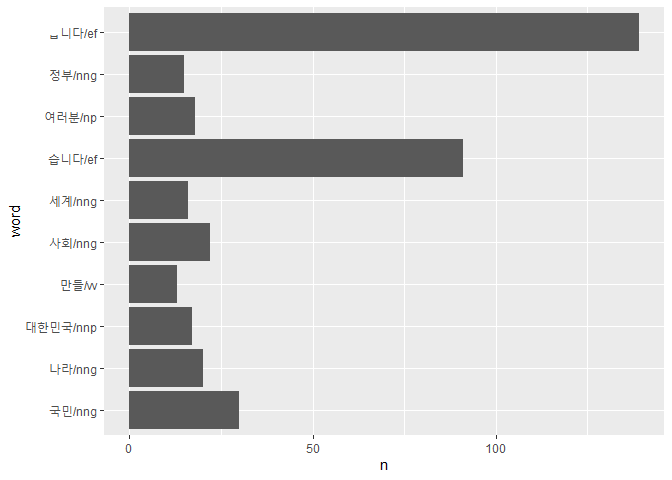 ᆸ니다/ef
정부/nng
여러분/np
습니다/ef
세계/nng
사회/nng
만들/vv
대한민국/nnp
나라/nng
국민/nng
word
0
50
100
n